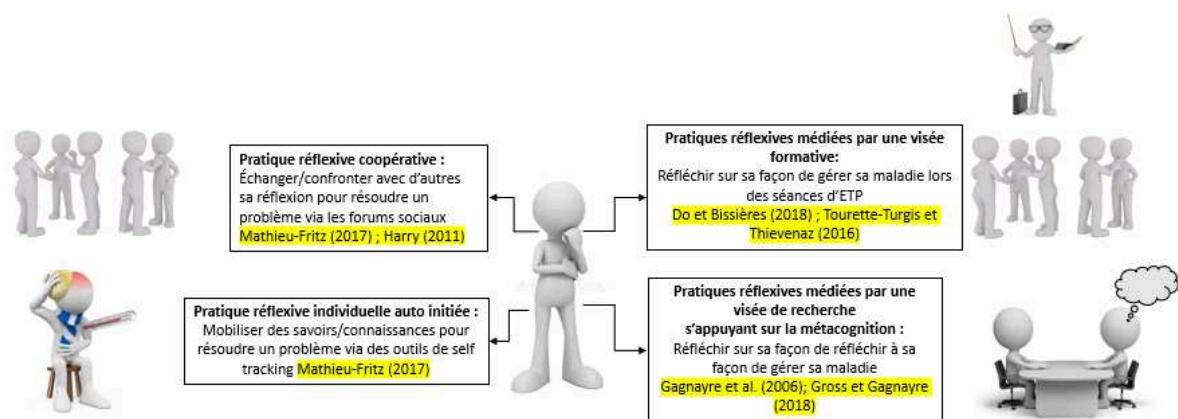 Pratique réflexive coopérative :
Échanger/confronter avec d'autres
sa réflexion pour résoudre un
problème via les forums sociaux
Mathieu-Fritz (2017) ; Harry (2011)
Pratiques réflexives médiées par une visée
formative:
Réfléchir sur sa façon de gérer sa maladie lors
des séances d'ETP
Do et Bissières (2018) ; Tourette-Turgis et
Thievenaz (2016)
Pratique réflexive individuelle auto initiée :
Mobiliser des savoirs/connaissances pour
résoudre un problème via des outils de self
tracking Mathieu-Fritz (2017)
Pratiques réflexives médiées par une
visée de recherche
s'appuyant sur la métacognition :
Réfléchir sur sa façon de réfléchir à sa
façon de gérer sa maladie
Gagnayre et al. (2006); Gross et Gagnayre
(2018)